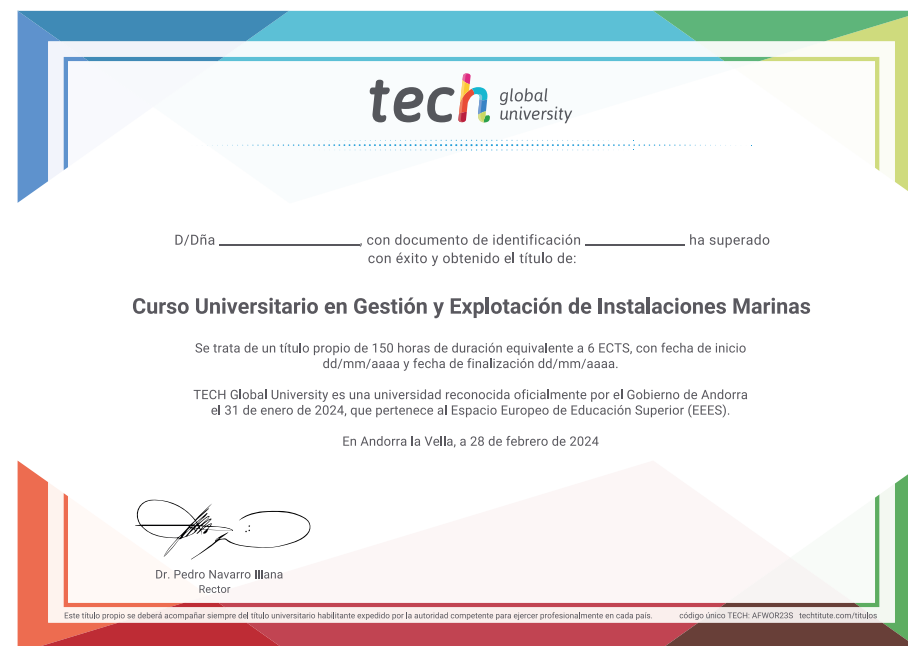 tech global university
D/Dña ______________________, con documento de identificación ______________ ha superado
con éxito y obtenido el título de:
Curso Universitario en Gestión y Explotación de Instalaciones Marinas
Se trata de un título propio de 150 horas de duración equivalente a 6 ECTS, con fecha de inicio
dd/mm/aaaa y fecha de finalización dd/mm/aaaa.
TECH Global University es una universidad reconocida oficialmente por el Gobierno de Andorra
el 31 de enero de 2024, que pertenece al Espacio Europeo de Educación Superior (EEES).
En Andorra la Vella, a 28 de febrero de 2024
Dr. Pedro Navarro Illana
Rector
Este título propio se deberá acompañar siempre del título universitario habilitante expedido por la autoridad competente para ejercer profesionalmente en cada país. código único TECH: AFWOR23S techtitute.com/títulos